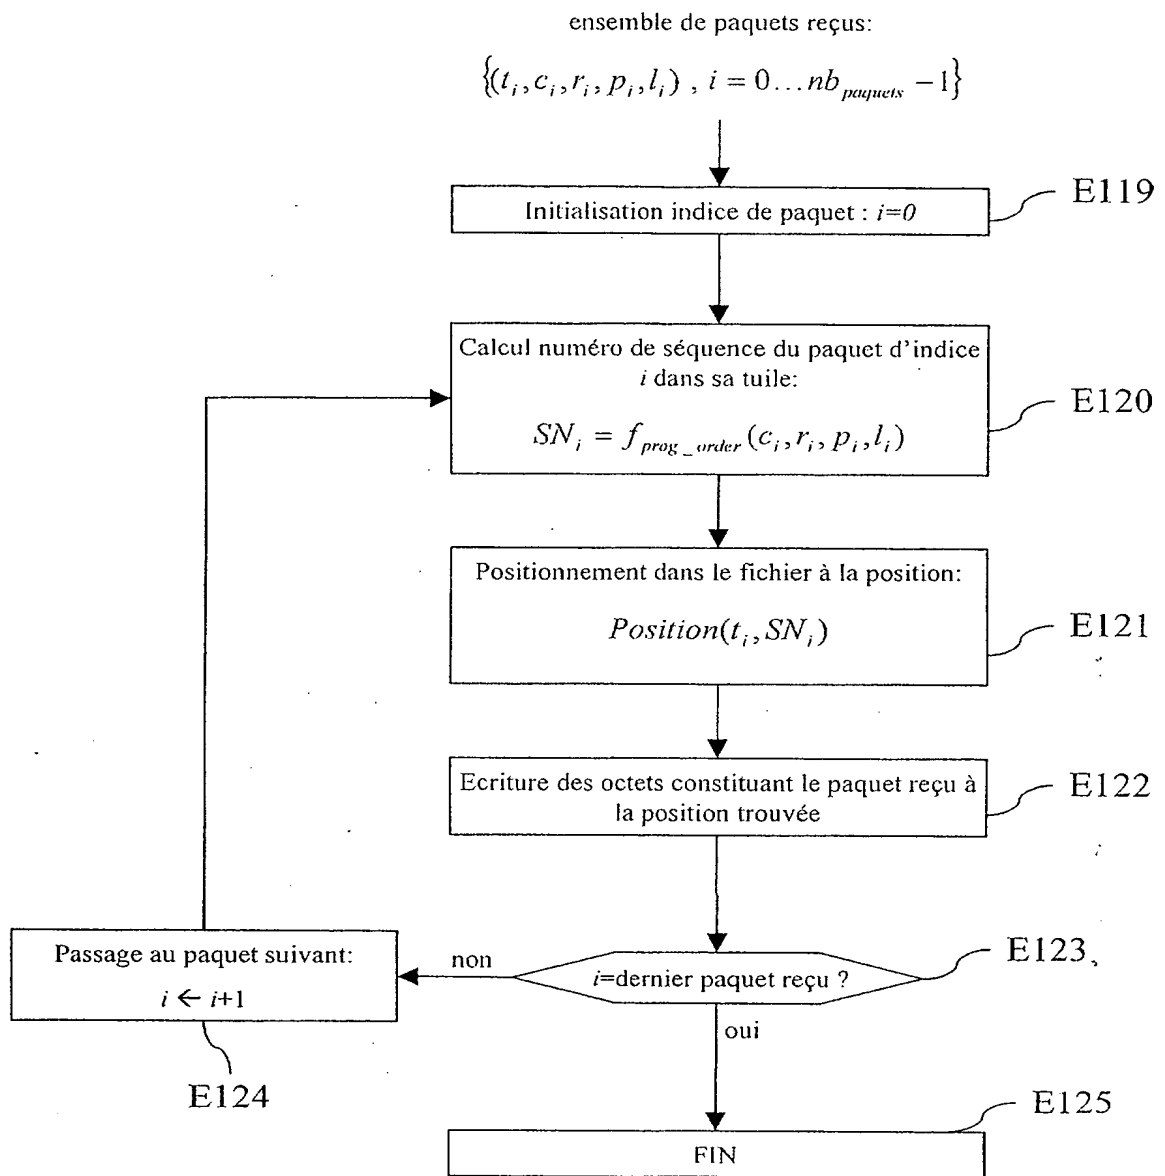 ensemble de paquets reçus:
{(t_i, c_i, r_i, p_i, l_i) , i = 0…nb_paquets − 1}
E119
Initialisation indice de paquet : i=0
Calcul numéro de séquence du paquet d'indice
i dans sa tuile:
SN_i = f_prog_order(c_i, r_i, p_i, l_i)
E120
Positionnement dans le fichier à la position:
Position(t_i, SN_i)
E121
Ecriture des octets constituant le paquet reçu à
la position trouvée
E122
Passage au paquet suivant:
i ← i+1
non
i=dernier paquet reçu ?
E123
oui
E124
E125
FIN